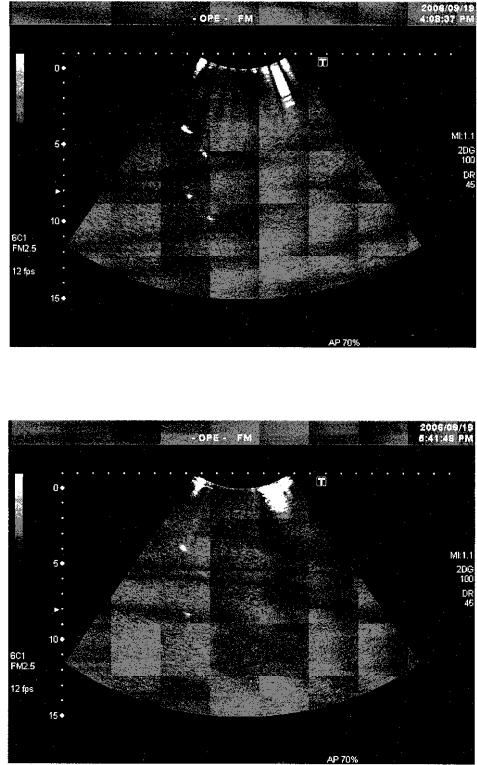 2006/09/19
- OPE -   FM   4:08:37 PM
T
0
MI:1.1
5
2DG
100
DR
45
10
6C1
FM2.5
12 fps
15
AP 70%
2006/09/19
- OPE -   FM   5:41:48 PM
T
0
MI:1.1
5
2DG
100
DR
45
10
6C1
FM2.5
12 fps
15
AP 70%